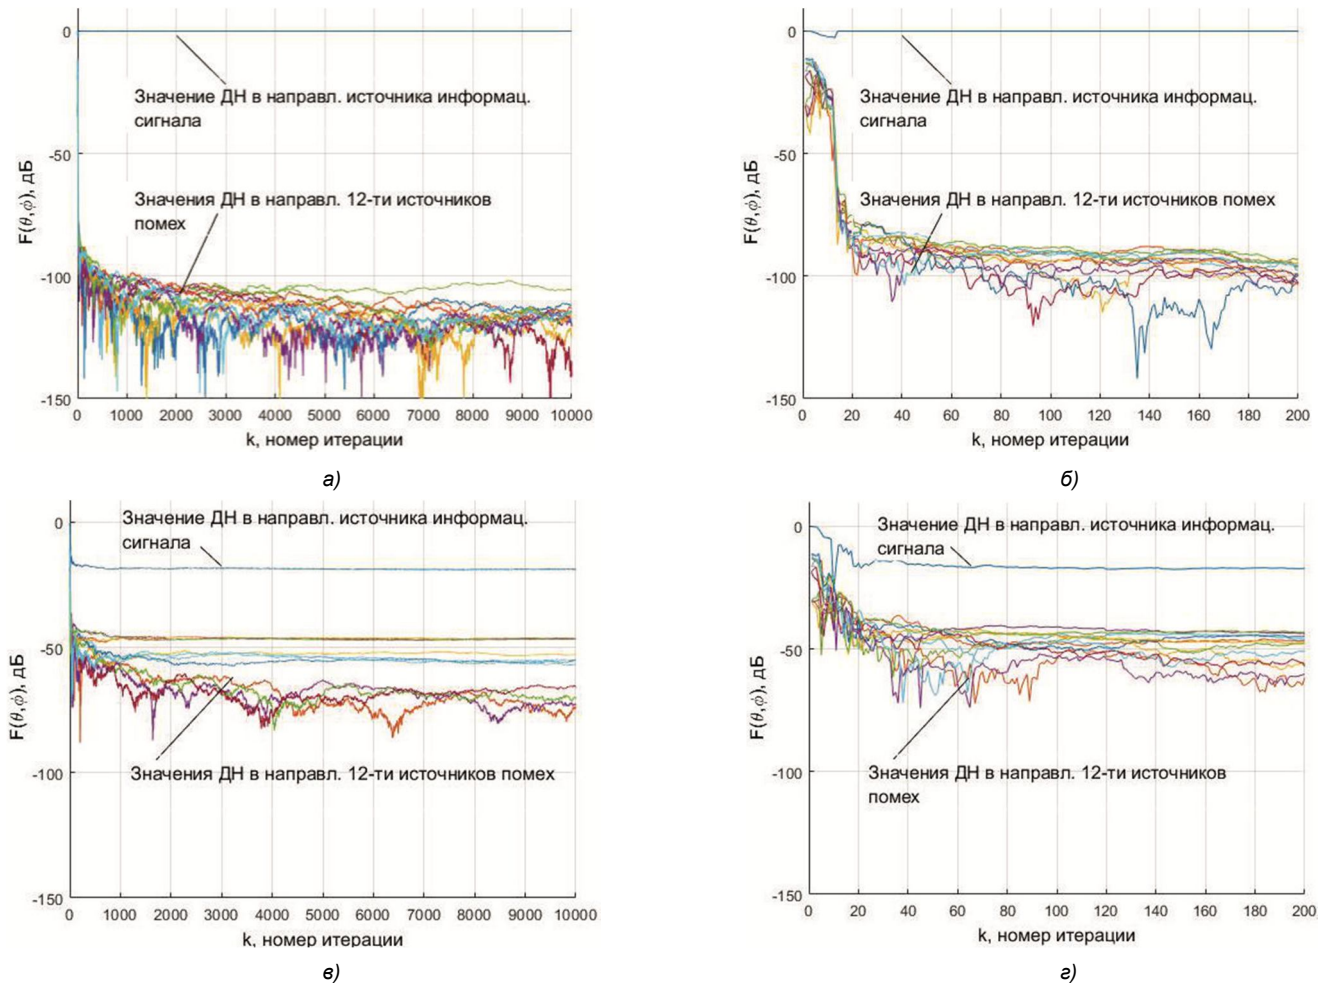 0
-50
-100
-150
F(θ,ϕ), дБ
Значение ДН в направл. источника информац.
сигнала
Значения ДН в направл. 12-ти источников
помех
0 1000 2000 3000 4000 5000 6000 7000 8000 9000 10000
k, номер итерации
а)
0
-50
-100
-150
F(θ,ϕ), дБ
Значение ДН в направл. источника информац.
сигнала
Значения ДН в направл. 12-ти источников помех
0 20 40 60 80 100 120 140 160 180 200
k, номер итерации
б)
0
-50
-100
-150
F(θ,ϕ), дБ
Значение ДН в направл. источника информац.
сигнала
Значения ДН в направл. 12-ти источников помех
0 1000 2000 3000 4000 5000 6000 7000 8000 9000 10000
k, номер итерации
в)
0
-50
-100
-150
F(θ,ϕ), дБ
Значение ДН в направл. источника информац.
сигнала
Значения ДН в направл. 12-ти источников
помех
0 20 40 60 80 100 120 140 160 180 200
k, номер итерации
г)